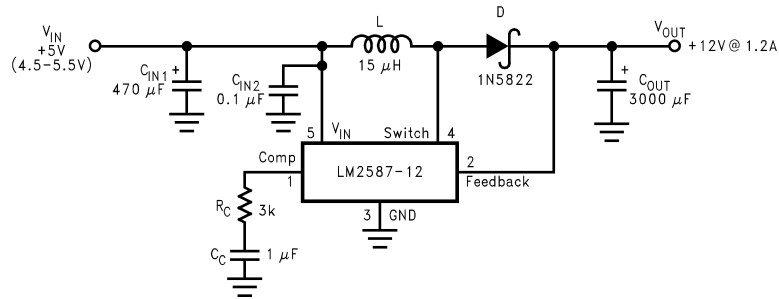 L
D
V_IN
+5V
(4.5-5.5V)
V_OUT
+12V @ 1.2A
15 μH
1N5822
C_IN1 +
470 μF
C_IN2
0.1 μF
+
C_OUT
3000 μF
5 V_IN Switch 4
Comp
1
LM2587-12
2
Feedback
R_C 3k
3 GND
C_C 1 μF